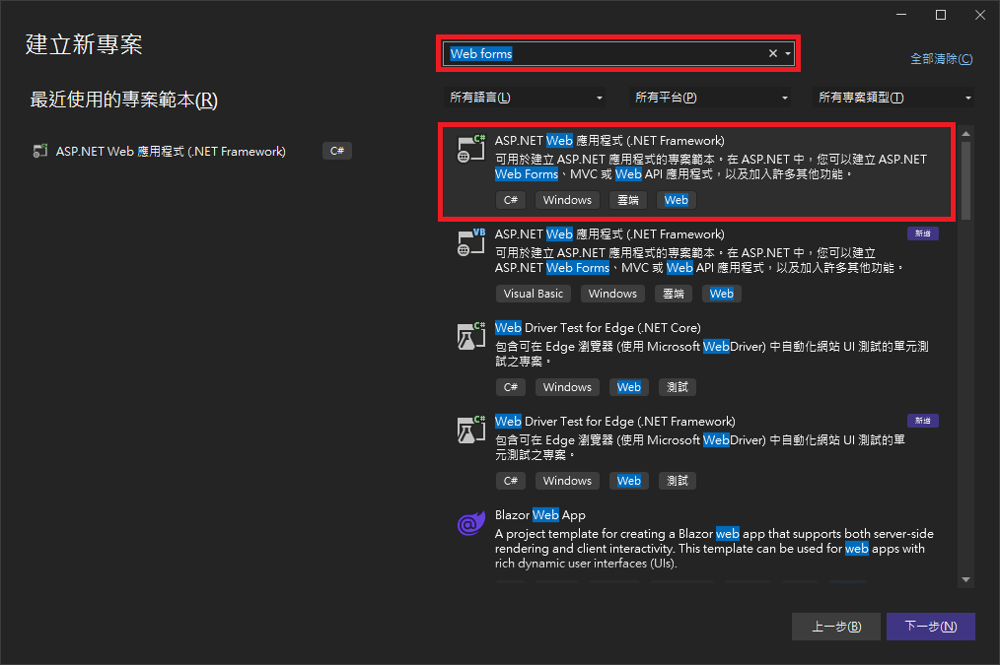 建立新專案
Web forms
全部清除(C)
最近使用的專案範本(R)
所有語言(L)
所有平台(P)
所有專案類型(T)
ASP.NET Web 應用程式 (.NET Framework)
C#
C#
ASP.NET Web 應用程式 (.NET Framework)
可用於建立 ASP.NET 應用程式的專案範本。在 ASP.NET 中，您可以建立 ASP.NET
Web Forms、MVC 或 Web API 應用程式，以及加入許多其他功能。
C# Windows 雲端 Web
VB
ASP.NET Web 應用程式 (.NET Framework)
新增
可用於建立 ASP.NET 應用程式的專案範本。在 ASP.NET 中，您可以建立
ASP.NET Web Forms、MVC 或 Web API 應用程式，以及加入許多其他功能。
Visual Basic Windows 雲端 Web
C#
Web Driver Test for Edge (.NET Core)
包含可在 Edge 瀏覽器 (使用 Microsoft WebDriver) 中自動化網站 UI 測試的單元測
試之專案。
C# Windows Web 測試
C#
Web Driver Test for Edge (.NET Framework)
新增
包含可在 Edge 瀏覽器 (使用 Microsoft WebDriver) 中自動化網站 UI 測試的單
元測試之專案。
C# Windows Web 測試
Blazor Web App
A project template for creating a Blazor web app that supports both server-side
rendering and client interactivity. This template can be used for web apps with
rich dynamic user interfaces (UIs).
上一步(B)
下一步(N)